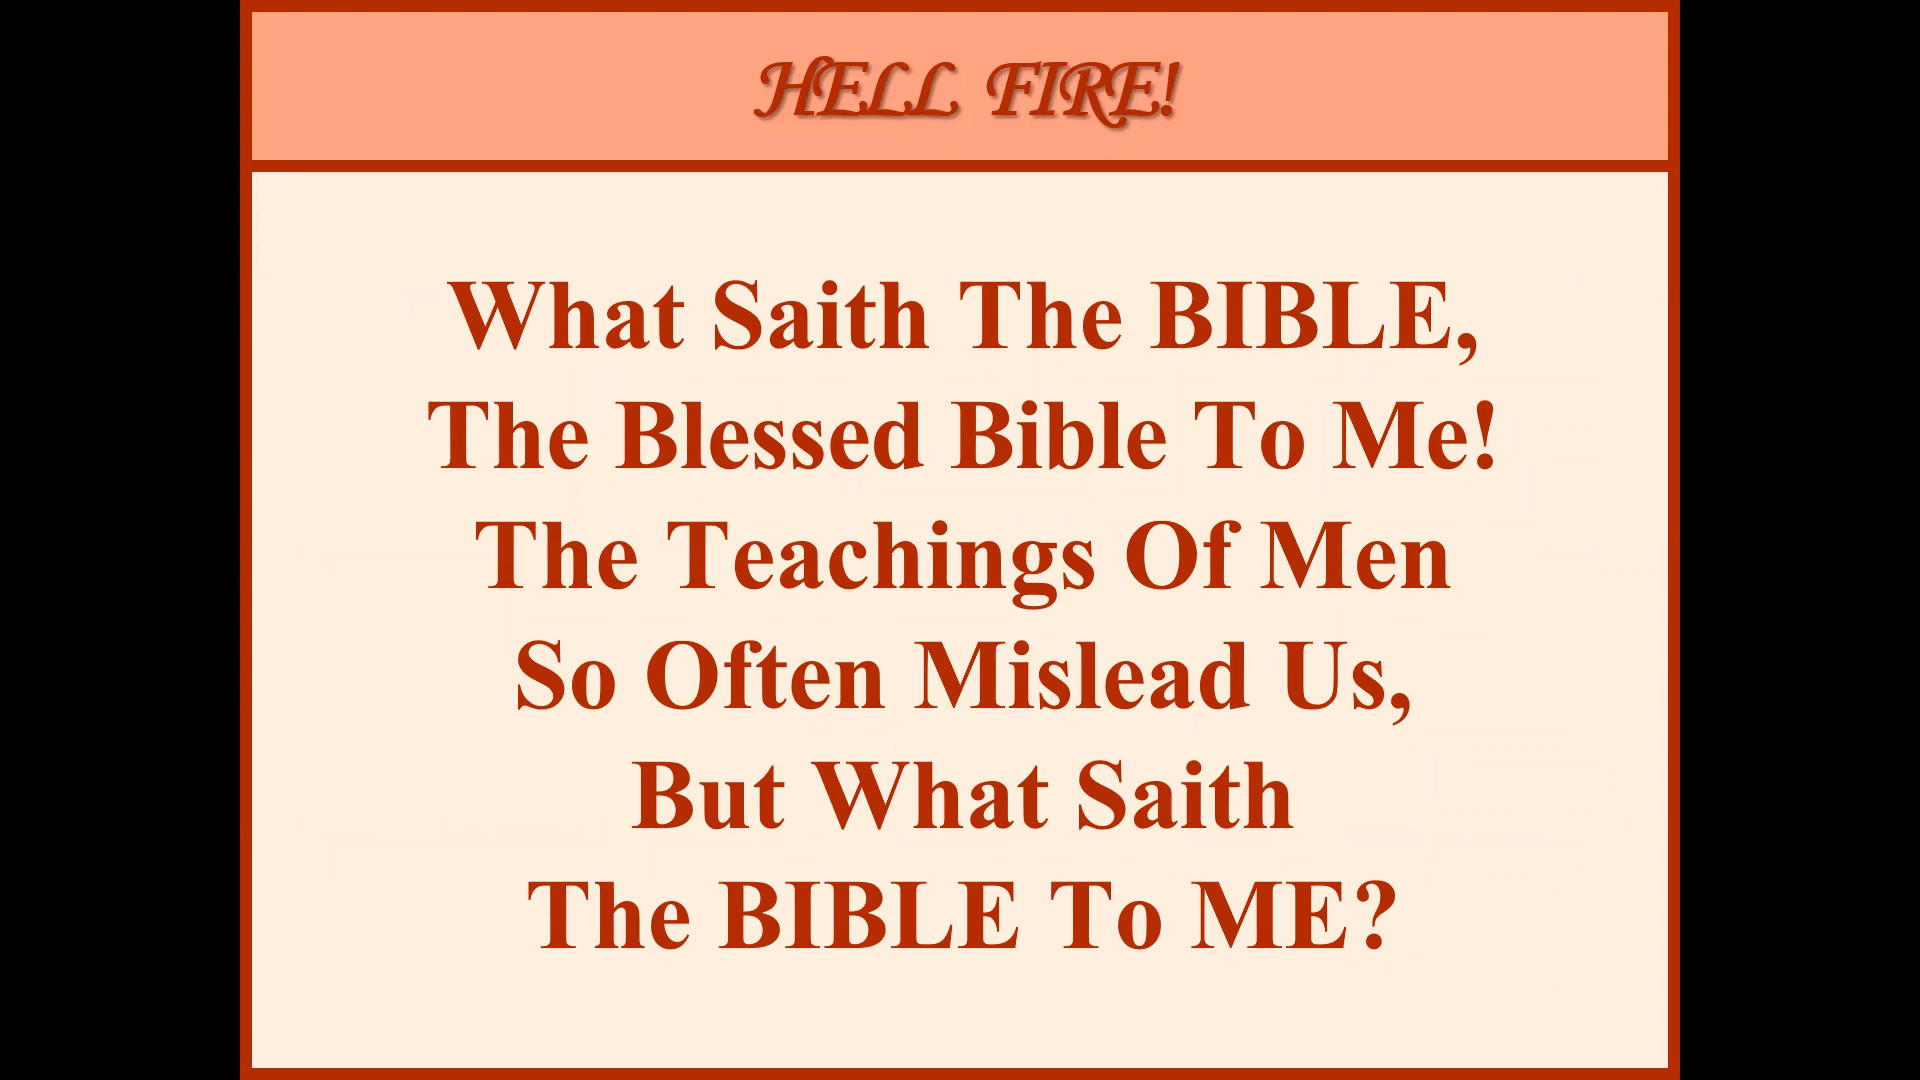 HELL FIRE!
What Saith The BIBLE,
The Blessed Bible To Me!
The Teachings Of Men
So Often Mislead Us,
But What Saith
The BIBLE To ME?